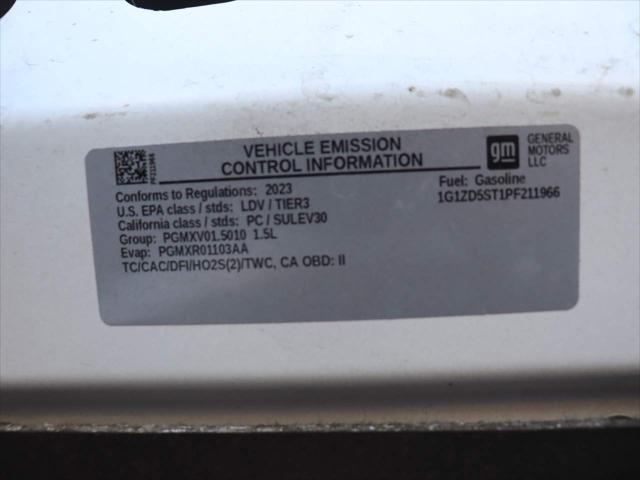 VEHICLE EMISSION
CONTROL INFORMATION
gm
GENERAL
MOTORS
LLC
PF211966
Conforms to Regulations: 2023
U.S. EPA class / stds: LDV / TIER3
California class / stds: PC / SULEV30
Group: PGMXV01.5010 1.5L
Evap: PGMXR01103AA
TC/CAC/DFI/HO2S(2)/TWC, CA OBD: II
Fuel: Gasoline
1G1ZD5ST1PF211966